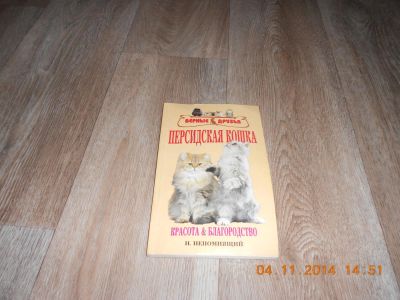 ВЕРНЫЕ ДРУЗЬЯ
ПЕРСИДСКАЯ КОШКА
КРАСОТА & БЛАГОРОДСТВО
Н. НЕПОМНЯЩИЙ
04.11.2014 14:51